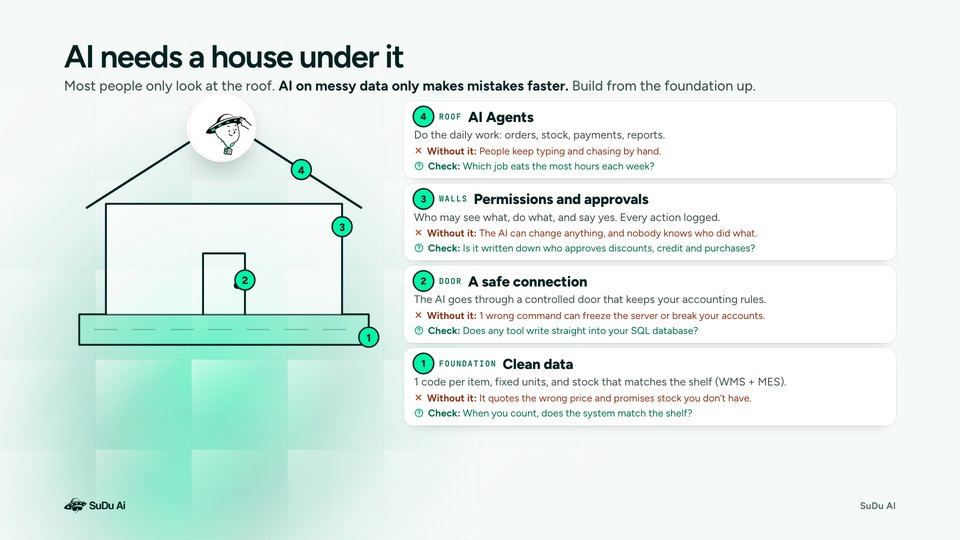 AI needs a house under it
Most people only look at the roof. AI on messy data only makes mistakes faster. Build from the foundation up.
4 ROOF AI Agents
Do the daily work: orders, stock, payments, reports.
✕ Without it: People keep typing and chasing by hand.
Check: Which job eats the most hours each week?
3 WALLS Permissions and approvals
Who may see what, do what, and say yes. Every action logged.
✕ Without it: The AI can change anything, and nobody knows who did what.
Check: Is it written down who approves discounts, credit and purchases?
2 DOOR A safe connection
The AI goes through a controlled door that keeps your accounting rules.
✕ Without it: 1 wrong command can freeze the server or break your accounts.
Check: Does any tool write straight into your SQL database?
1 FOUNDATION Clean data
1 code per item, fixed units, and stock that matches the shelf (WMS + MES).
✕ Without it: It quotes the wrong price and promises stock you don't have.
Check: When you count, does the system match the shelf?
4
3
2
1
SuDu Ai
SuDu AI